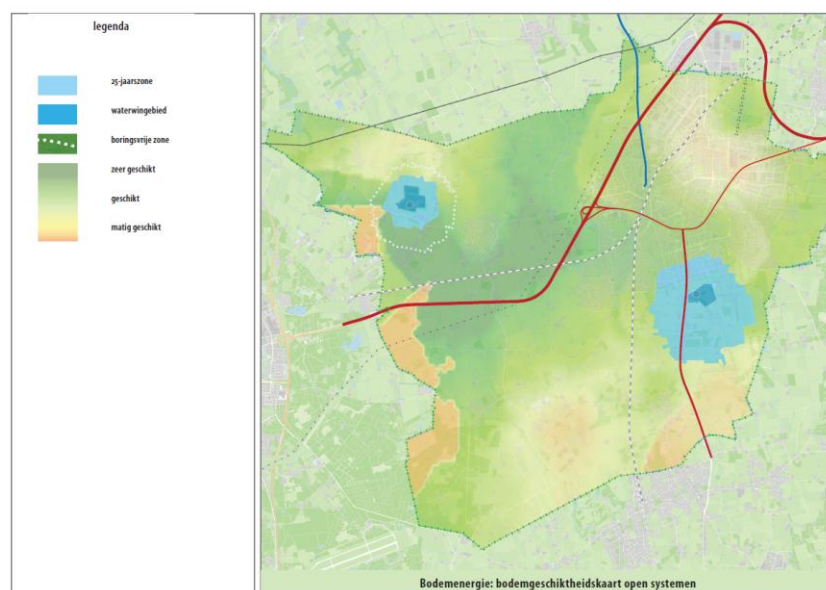 legenda
25-jaarszone
waterwingebied
boringsvrije zone
zeer geschikt
geschikt
matig geschikt
Bodemenergie: bodemgeschiktheidskaart open systemen